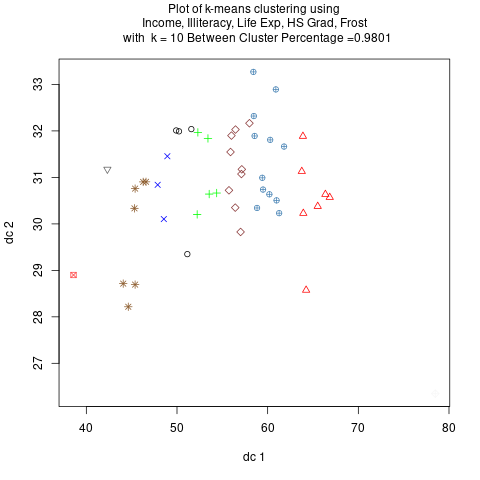 Plot of k-means clustering using
Income, Illiteracy, Life Exp, HS Grad, Frost
with k = 10 Between Cluster Percentage =0.9801
33
32
31
30
29
28
27
dc 2
40 50 60 70 80
dc 1